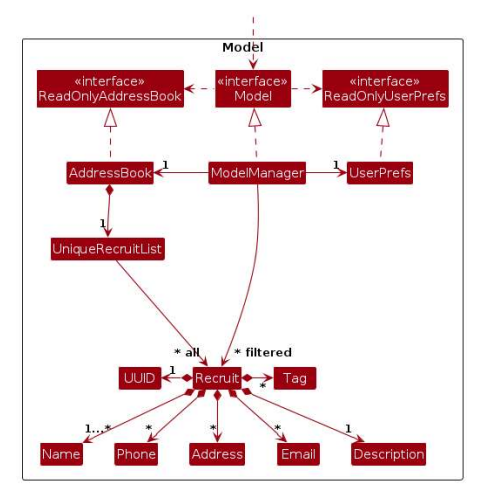 Model
«interface»
ReadOnlyAddressBook
«interface»
Model
«interface»
ReadOnlyUserPrefs
AddressBook
1
ModelManager
1
UserPrefs
1
UniqueRecruitList
* all
* filtered
UUID
1
Recruit
*
Tag
1...*
*
*
*
1
Name
Phone
Address
Email
Description